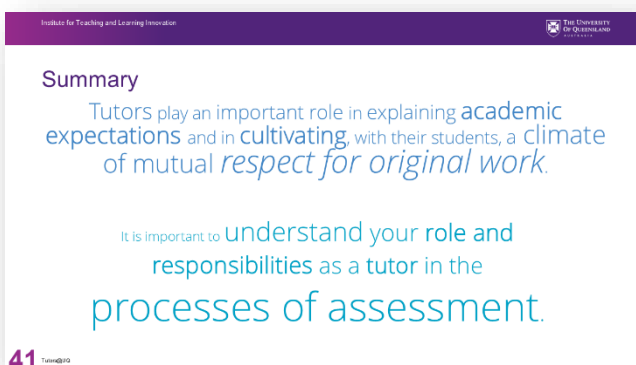 Institute for Teaching and Learning Innovation
THE UNIVERSITY
OF QUEENSLAND
AUSTRALIA
Summary
Tutors play an important role in explaining academic
expectations and in cultivating, with their students, a climate
of mutual respect for original work.
It is important to understand your role and
responsibilities as a tutor in the
processes of assessment.
41 Tutors@UQ